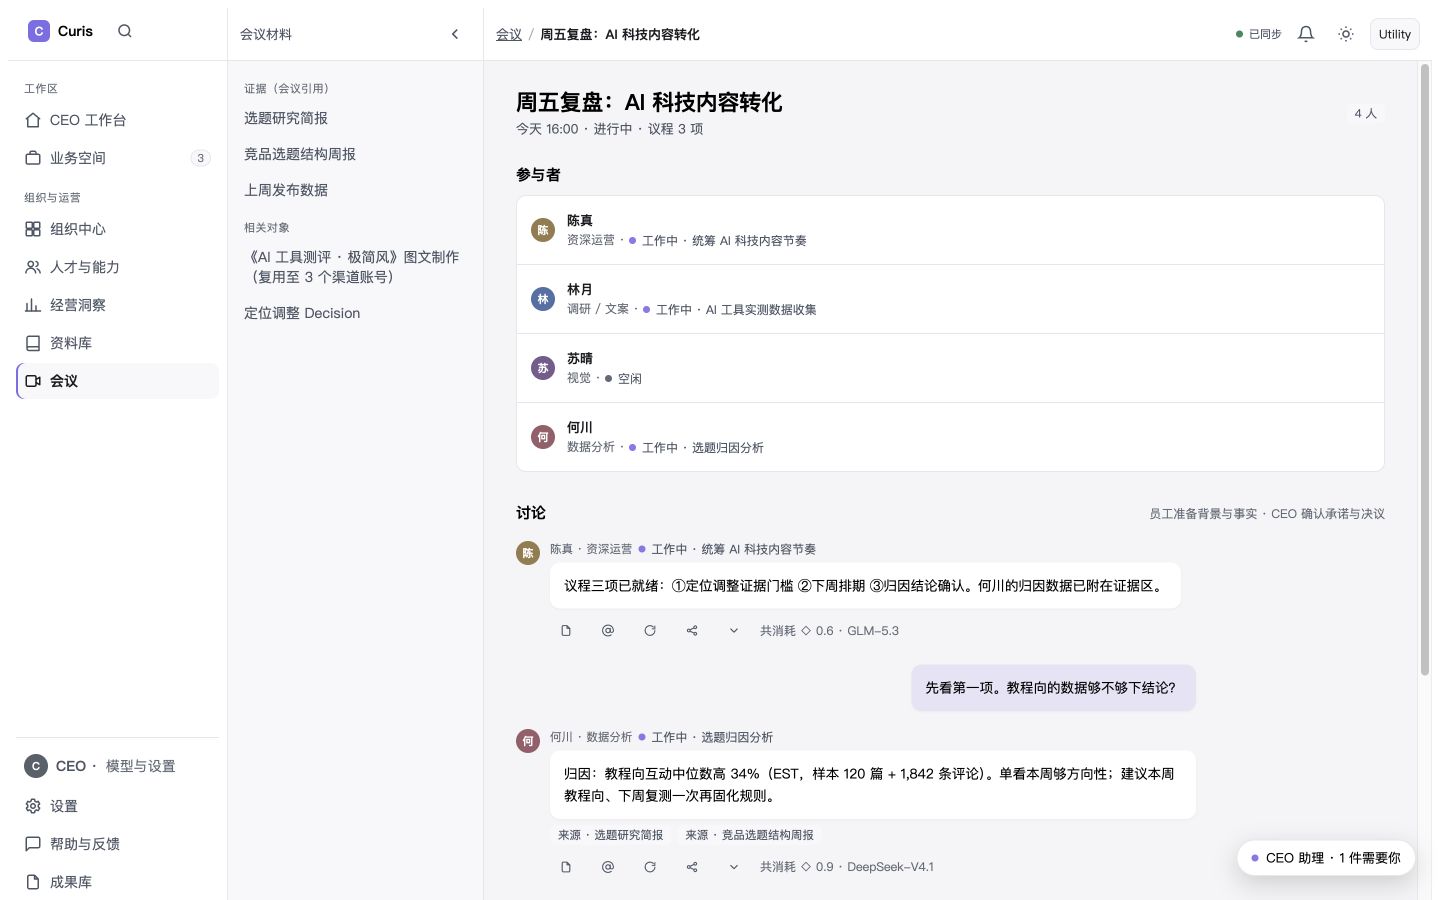 C Curis
工作区
CEO 工作台
业务空间 3
组织与运营
组织中心
人才与能力
经营洞察
资料库
会议
C CEO · 模型与设置
设置
帮助与反馈
成果库
会议材料
证据（会议引用）
选题研究简报
竞品选题结构周报
上周发布数据
相关对象
《AI 工具测评 · 极简风》图文制作
（复用至 3 个渠道账号）
定位调整 Decision
会议 / 周五复盘：AI 科技内容转化
已同步
Utility
周五复盘：AI 科技内容转化
今天 16:00 · 进行中 · 议程 3 项
4 人
参与者
陈 陈真
资深运营 · 工作中 · 统筹 AI 科技内容节奏
林 林月
调研 / 文案 · 工作中 · AI 工具实测数据收集
苏 苏晴
视觉 · 空闲
何 何川
数据分析 · 工作中 · 选题归因分析
讨论
员工准备背景与事实 · CEO 确认承诺与决议
陈 陈真 · 资深运营 工作中 · 统筹 AI 科技内容节奏
议程三项已就绪：①定位调整证据门槛 ②下周排期 ③归因结论确认。何川的归因数据已附在证据区。
共消耗 ◇ 0.6 · GLM-5.3
先看第一项。教程向的数据够不够下结论？
何 何川 · 数据分析 工作中 · 选题归因分析
归因：教程向互动中位数高 34%（EST，样本 120 篇 + 1,842 条评论）。单看本周够方向性；建议本周
教程向、下周复测一次再固化规则。
来源 · 选题研究简报
来源 · 竞品选题结构周报
共消耗 ◇ 0.9 · DeepSeek-V4.1
CEO 助理 · 1 件需要你